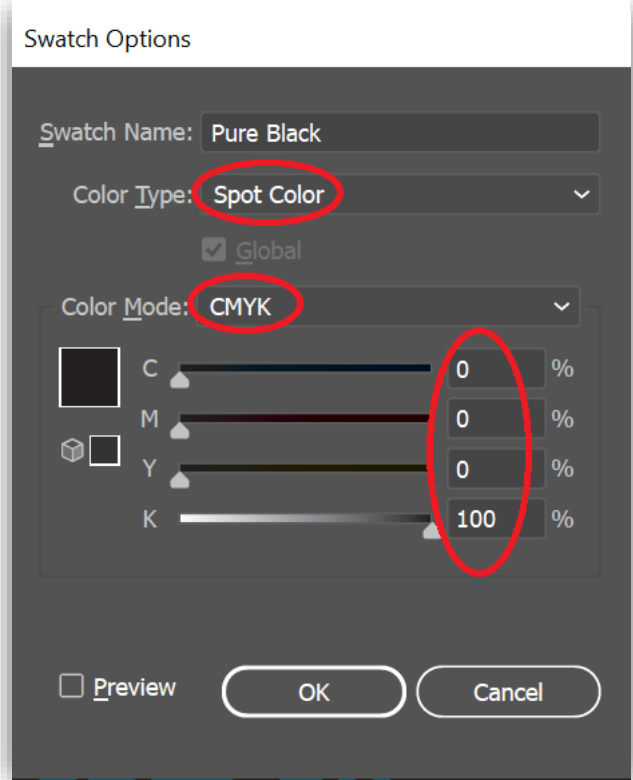 Swatch Options
Swatch Name: Pure Black
Color Type: Spot Color
Global
Color Mode: CMYK
C 0 %
M 0 %
Y 0 %
K 100 %
Preview OK Cancel